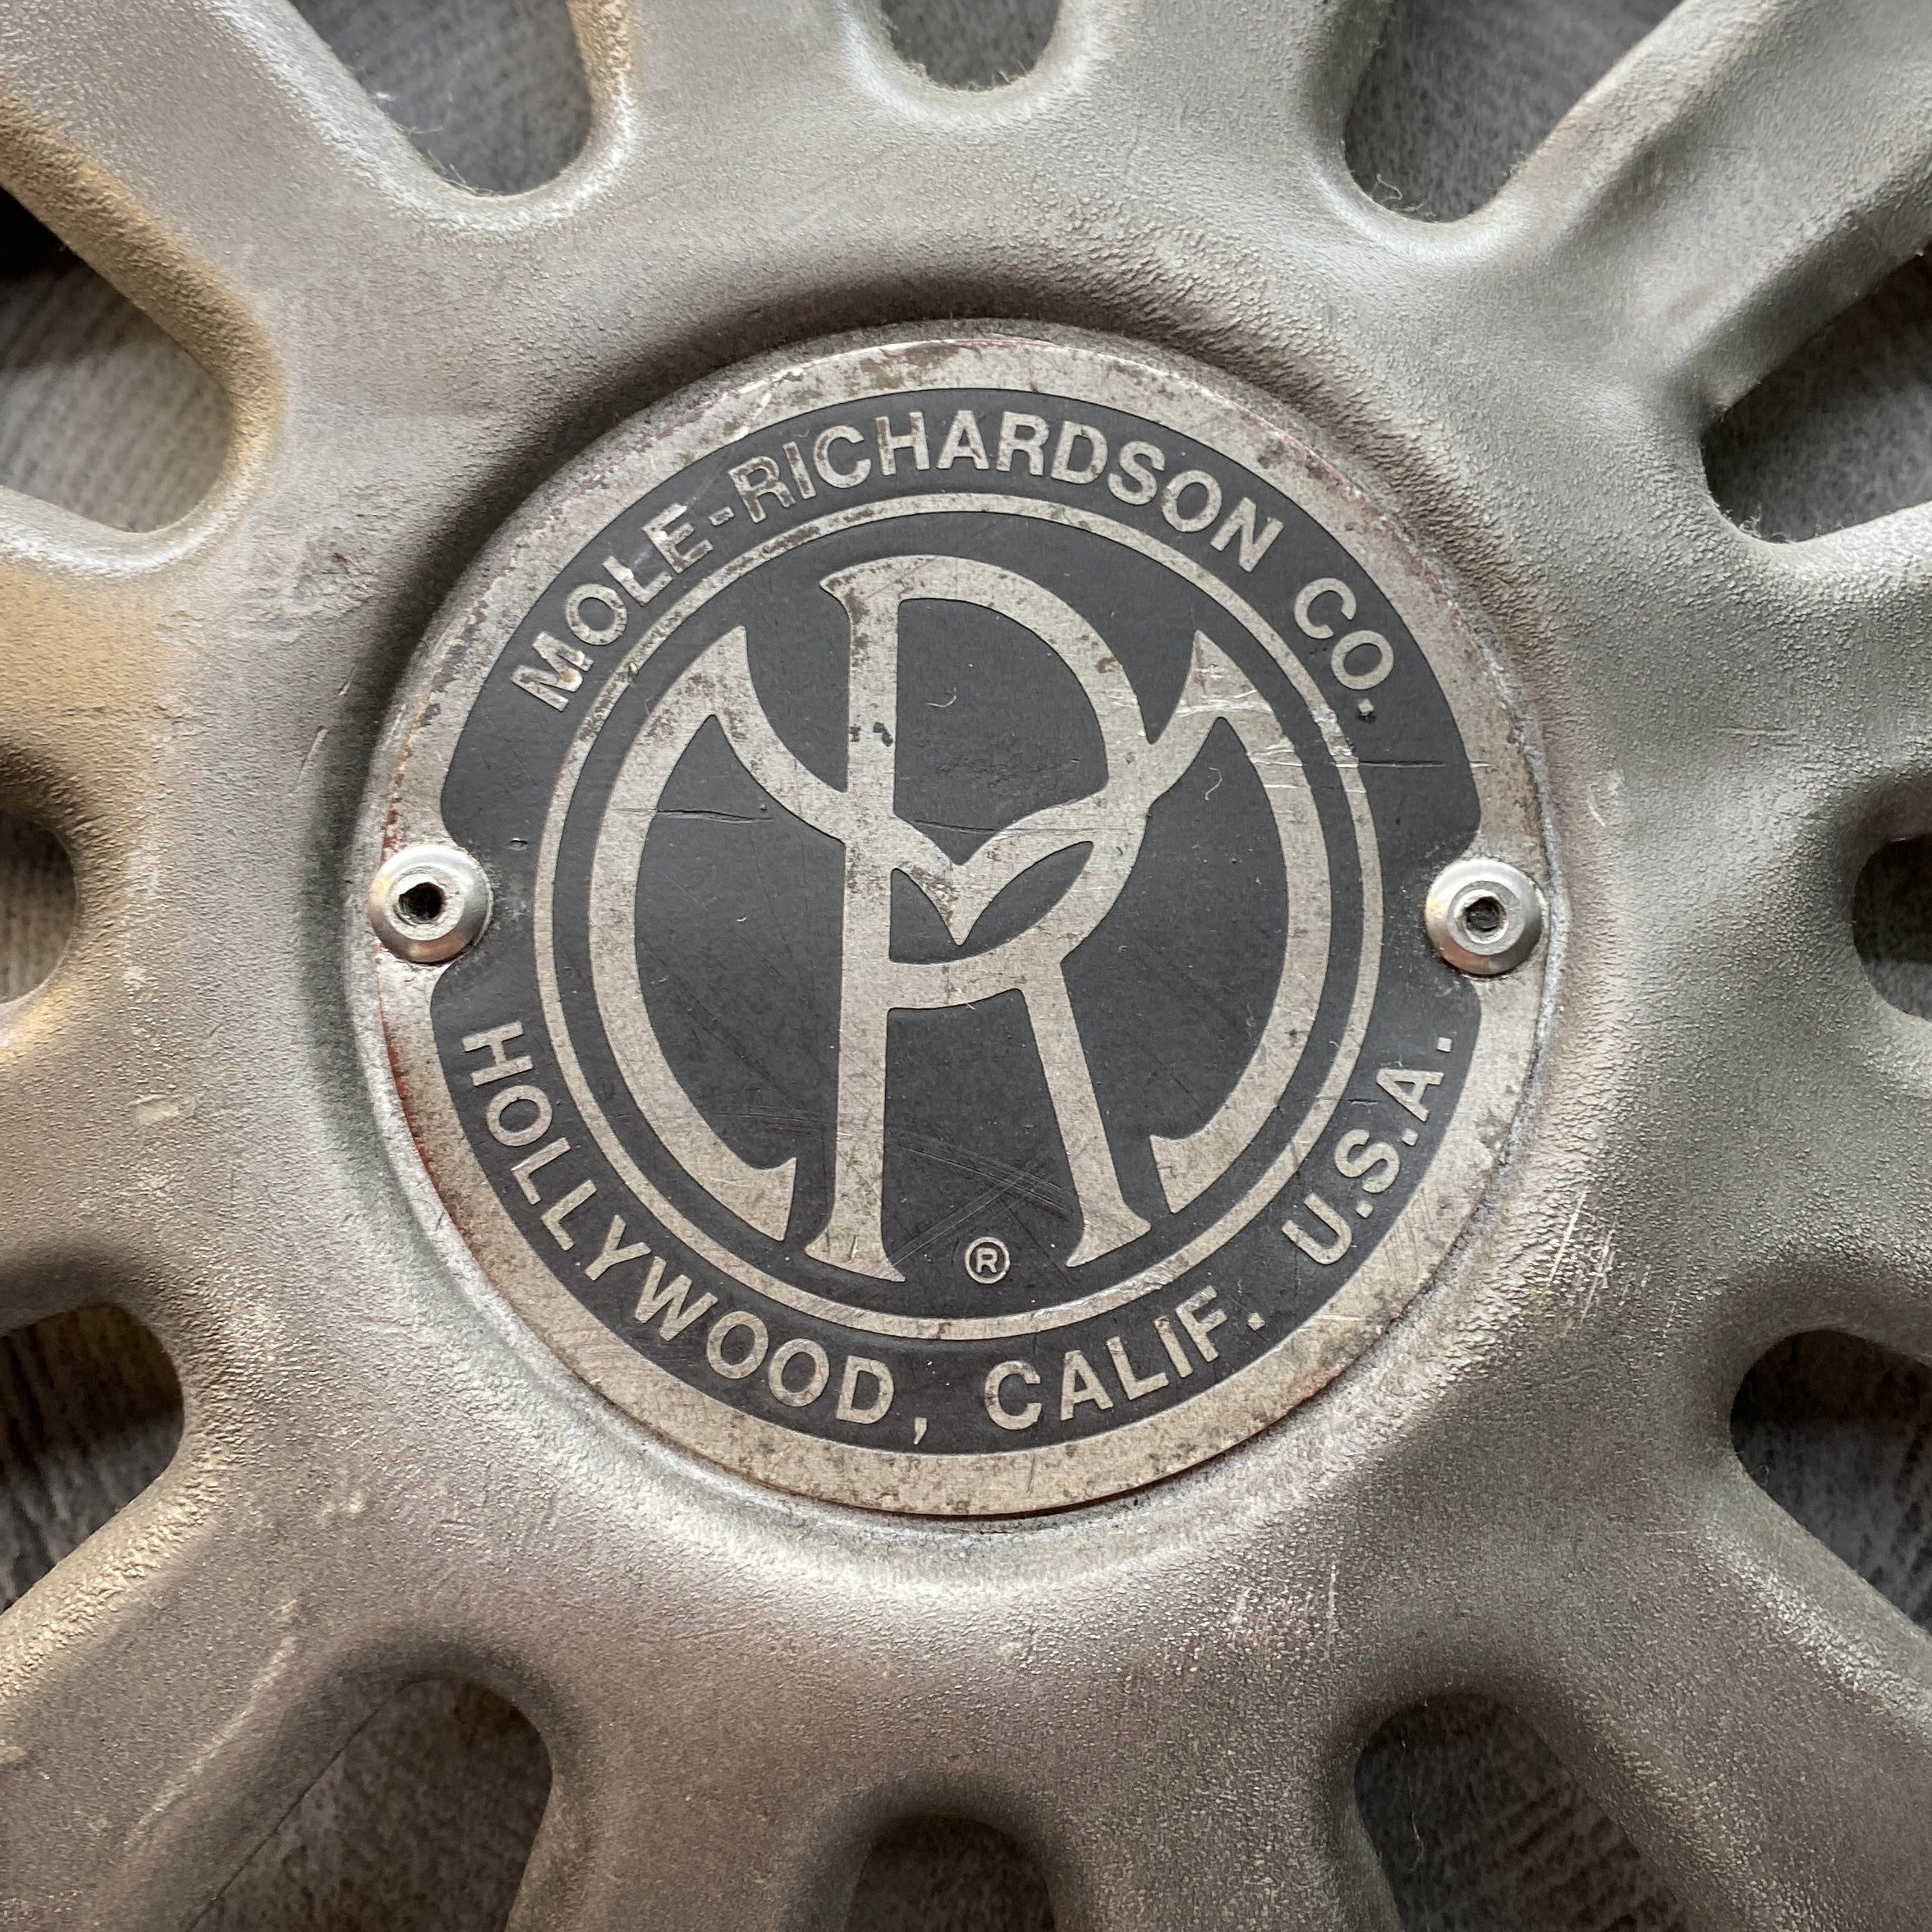 MOLE-RICHARDSON CO.
MR
®
HOLLYWOOD, CALIF. U.S.A.